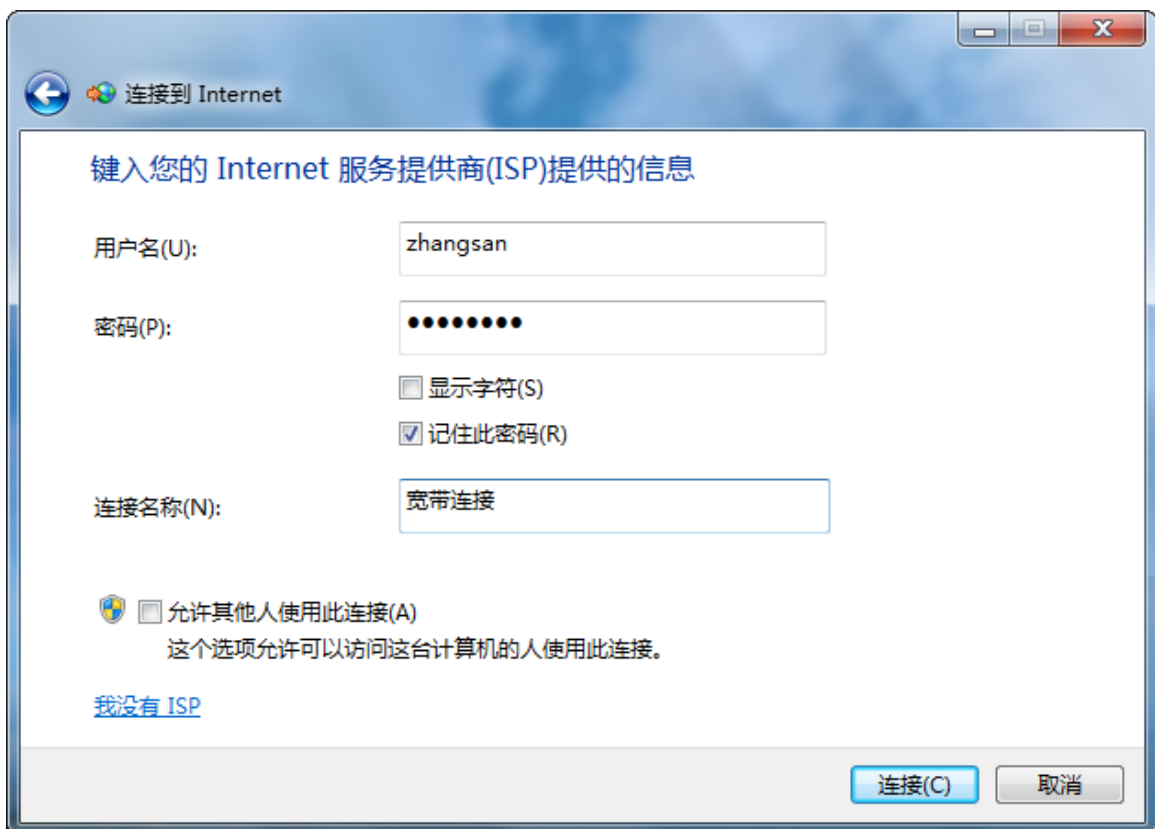 连接到 Internet
键入您的 Internet 服务提供商(ISP)提供的信息
用户名(U):
zhangsan
密码(P):
●●●●●●●●
显示字符(S)
记住此密码(R)
连接名称(N):
宽带连接
允许其他人使用此连接(A)
这个选项允许可以访问这台计算机的人使用此连接。
我没有 ISP
连接(C)
取消